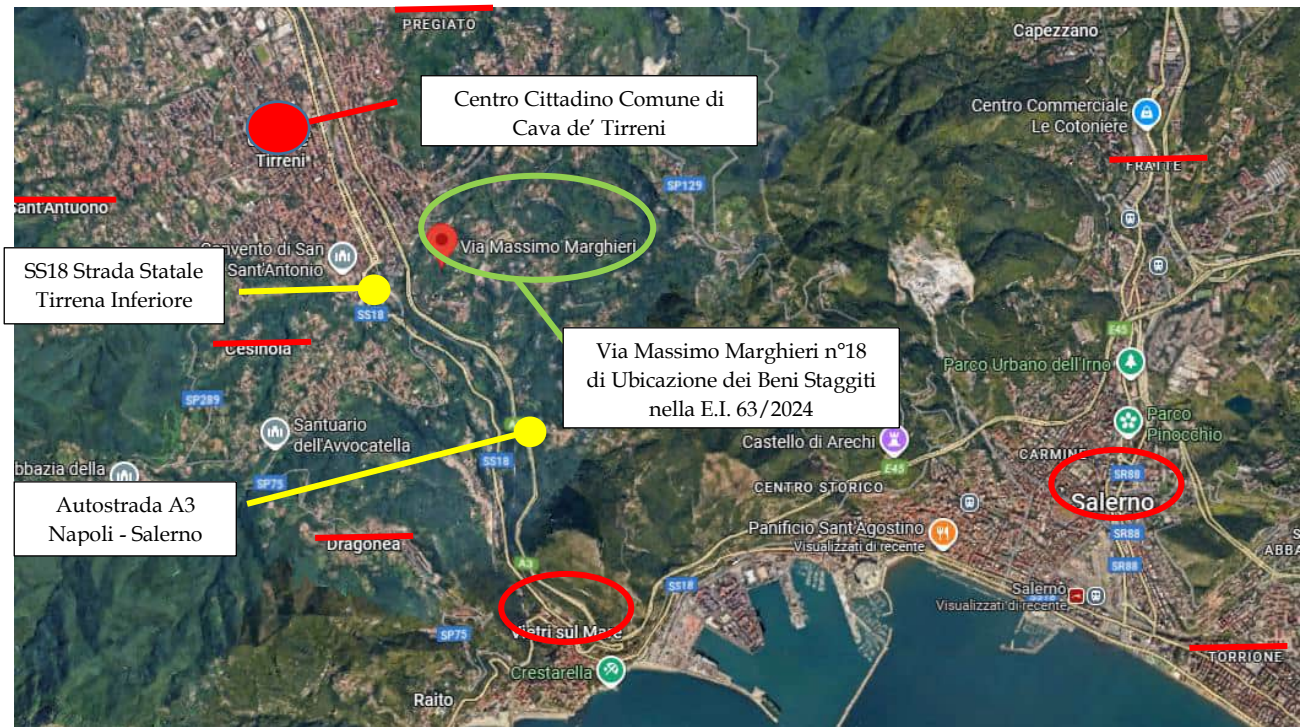 PREGIATO
Capezzano
Centro Cittadino Comune di
Cava de' Tirreni
Centro Commerciale
Le Cotoniere
Tirreni
FRATTE
SP129
Sant'Antuono
Convento di San
Sant'Antonio
Via Massimo Marghieri
SS18 Strada Statale
Tirrena Inferiore
SS18
E45
Cesinola
Via Massimo Marghieri n°18
di Ubicazione dei Beni Staggiti
nella E.I. 63/2024
Parco Urbano dell'Irno
SP289
Santuario
dell'Avvocatella
Parco
Pinocchio
Castello di Arechi
CARMINE
SS18
E45
Abbazia della
SP75
CENTRO STORICO
SR88
Salerno
Autostrada A3
Napoli - Salerno
Panificio Sant'Agostino
Visualizzati di recente
SR88
Dragonea
A3
SR88
SS18
Salerno
Visualizzati di recente
Vietri sul Mare
SP75
TORRIONE
Crestarella
Raito